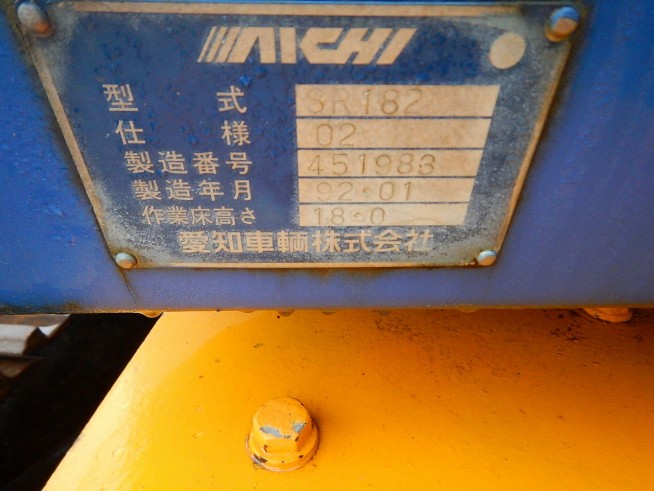 AICHI
型式 SR182
仕様 02
製造番号 451983
製造年月 92・01
作業床高さ 18・0
愛知車輌株式会社